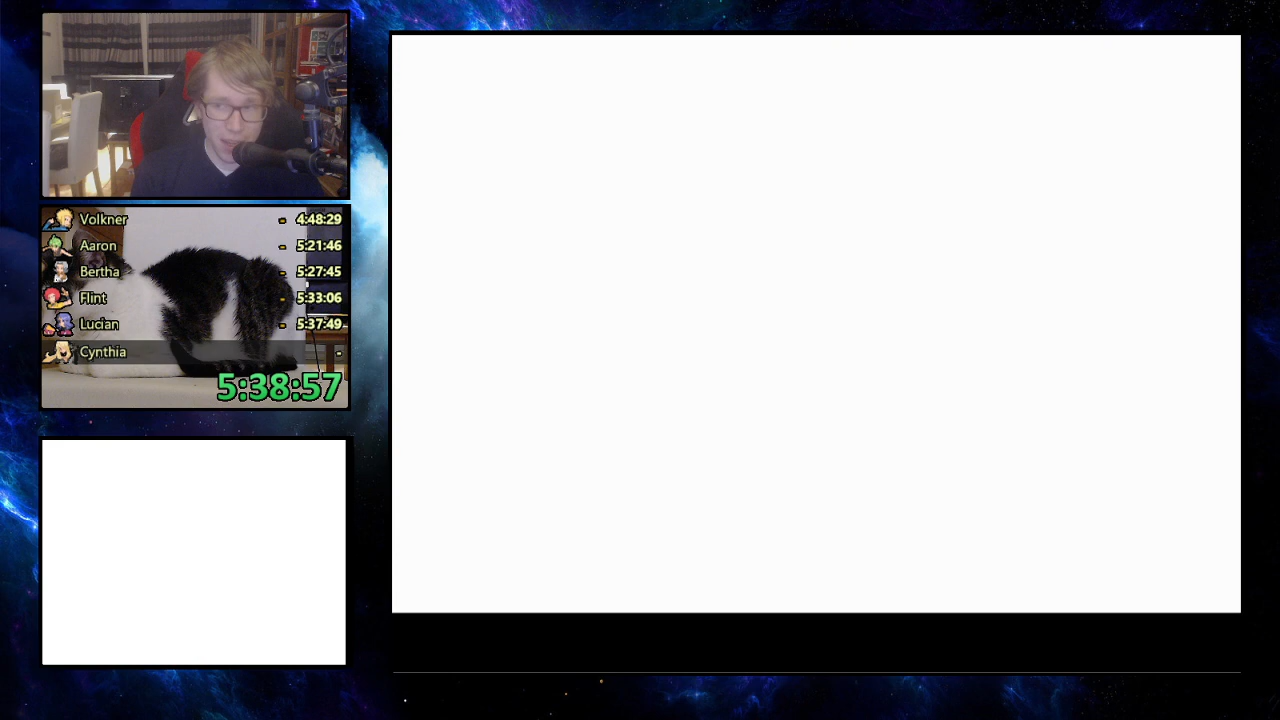 Volkner - 4:48:29
Aaron - 5:21:46
Bertha - 5:27:45
Flint - 5:33:06
Lucian - 5:37:49
Cynthia -
5:38:57